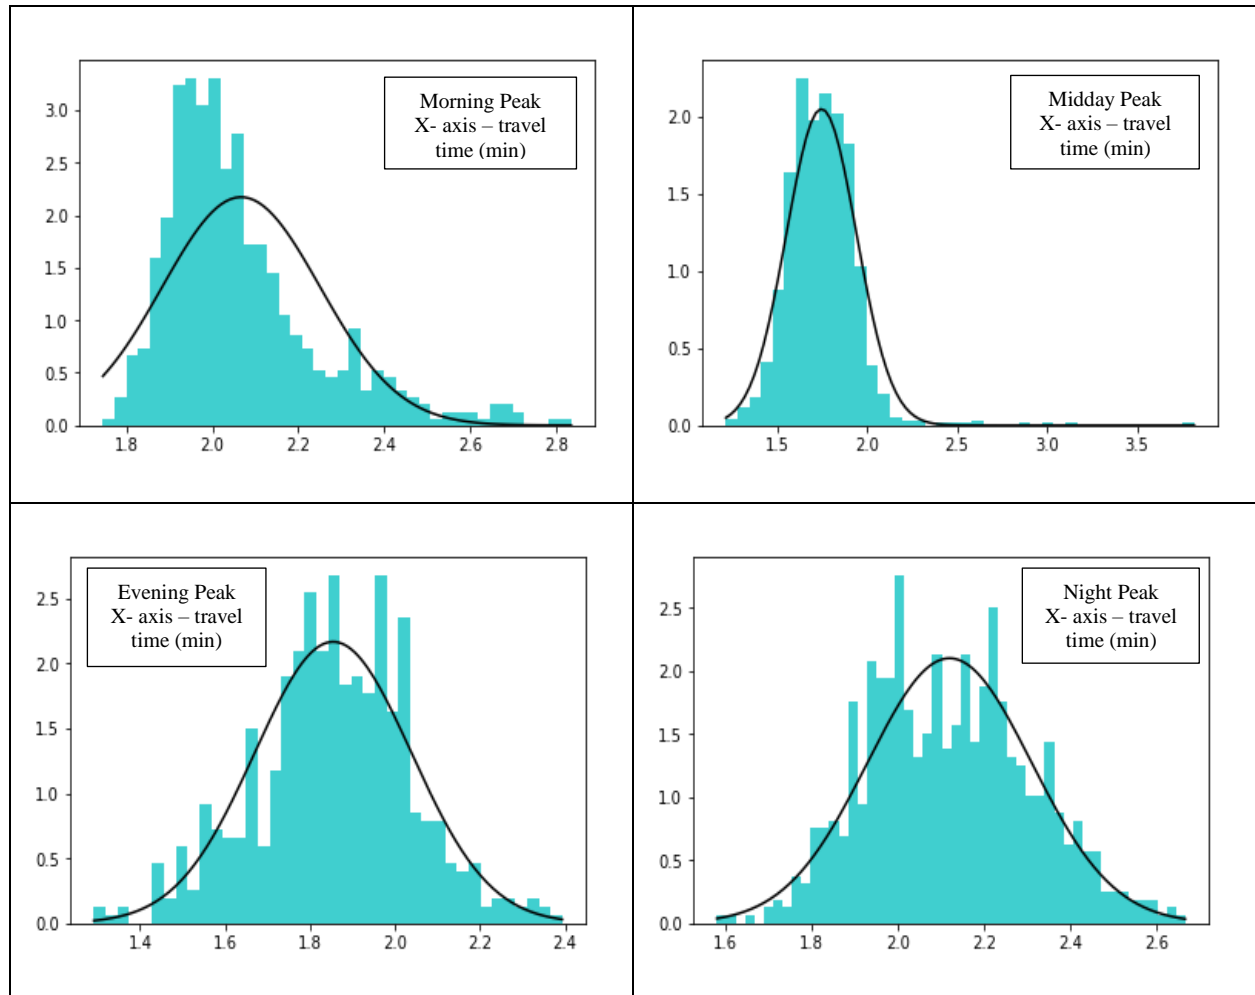 Morning Peak
X- axis – travel
time (min)
3.0
2.5
2.0
1.5
1.0
0.5
0.0
1.8 2.0 2.2 2.4 2.6 2.8
Midday Peak
X- axis – travel
time (min)
2.0
1.5
1.0
0.5
0.0
1.5 2.0 2.5 3.0 3.5
Evening Peak
X- axis – travel
time (min)
2.5
2.0
1.5
1.0
0.5
0.0
1.4 1.6 1.8 2.0 2.2 2.4
Night Peak
X- axis – travel
time (min)
2.5
2.0
1.5
1.0
0.5
0.0
1.6 1.8 2.0 2.2 2.4 2.6